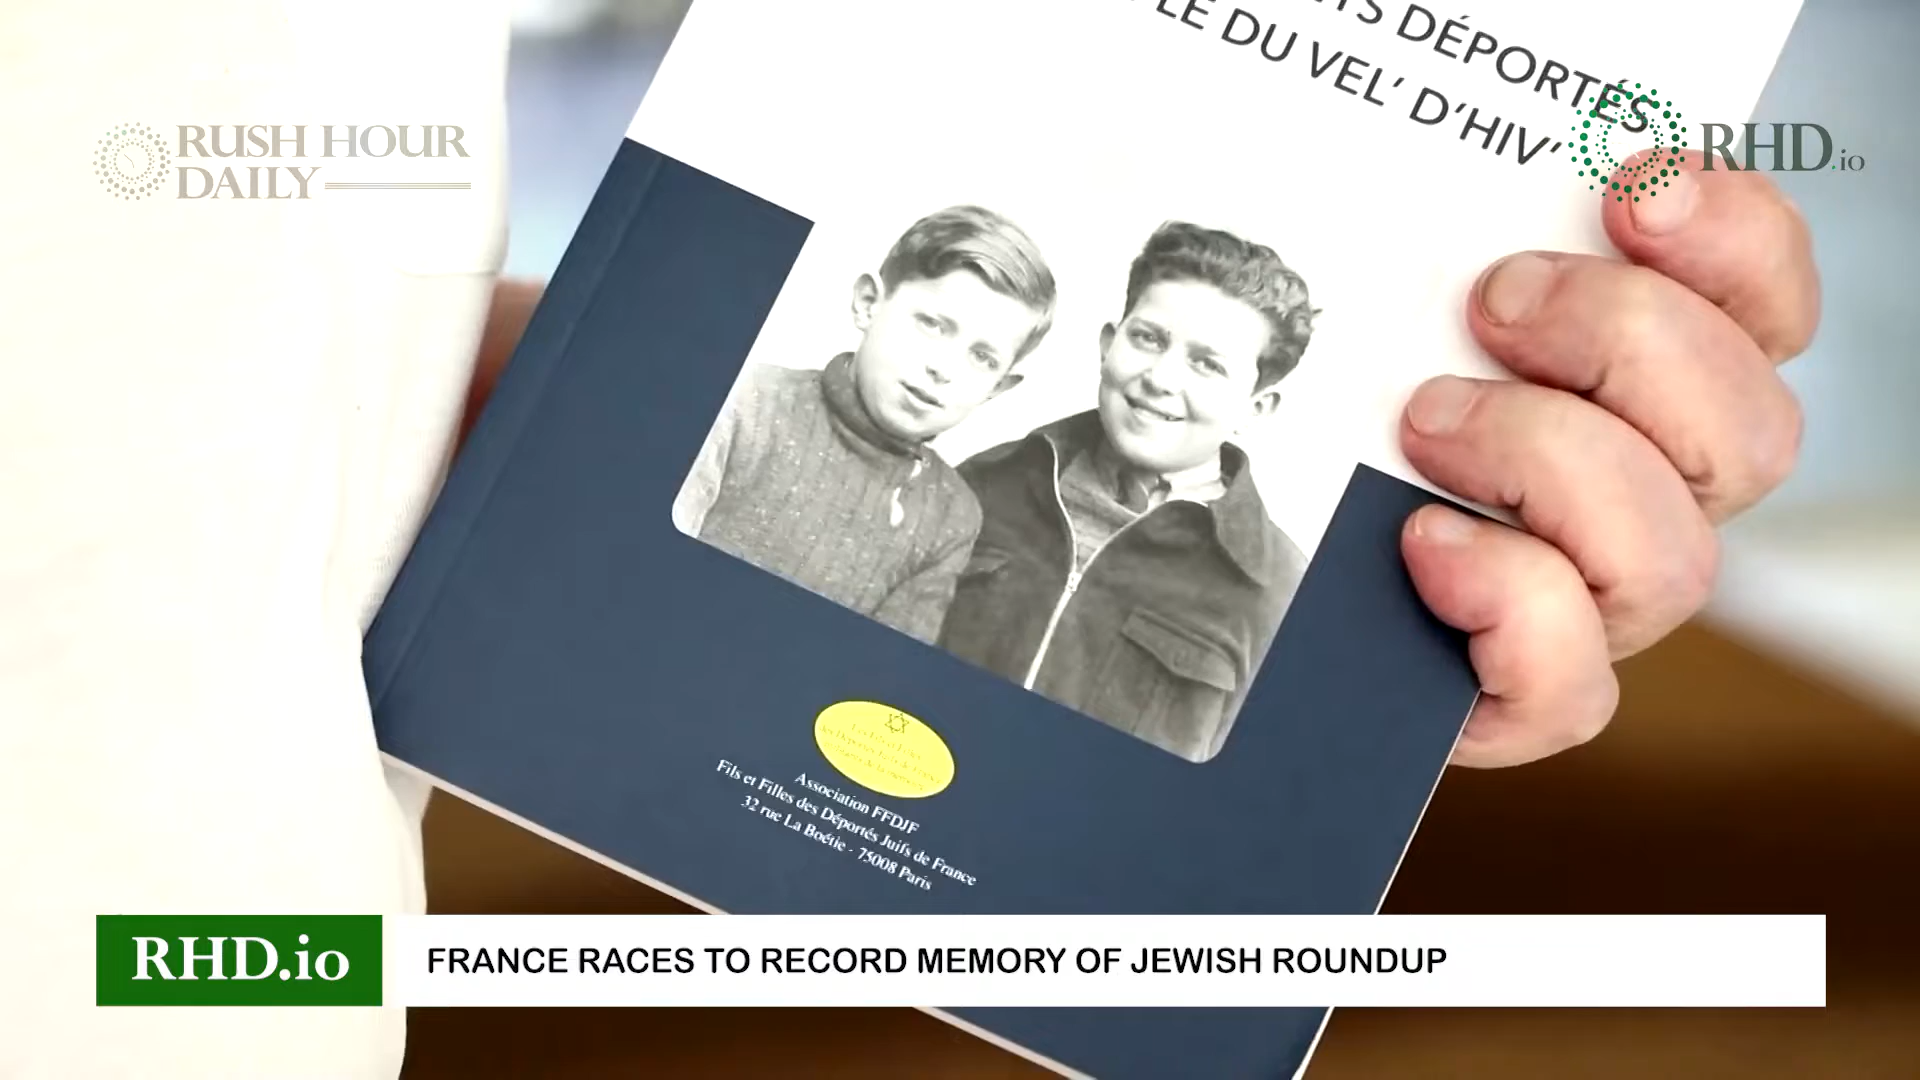 TS DÉPORTÉS
LE DU VEL' D'HIV'
RUSH HOUR
DAILY
RHD.io
Association FFDJF
Fils et Filles des Déportés Juifs de France
32 rue La Boétie - 75008 Paris
RHD.io
FRANCE RACES TO RECORD MEMORY OF JEWISH ROUNDUP